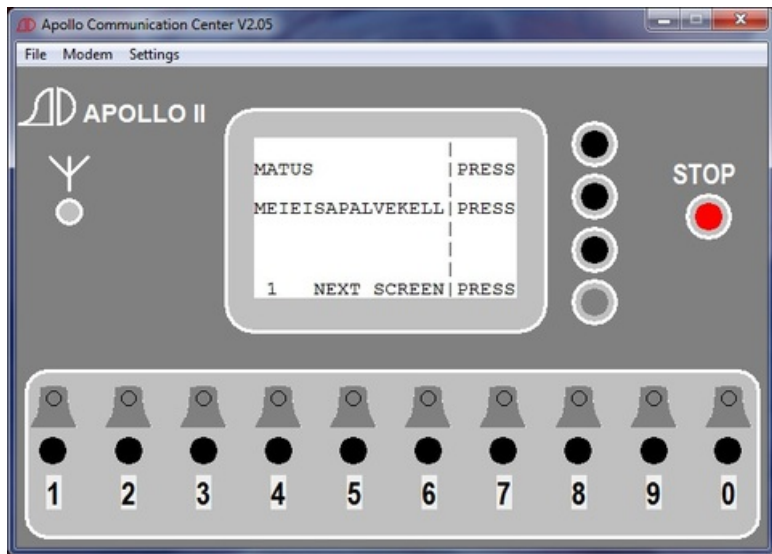 Apollo Communication Center V2.05
File Modem Settings
APOLLO II
MATUS | PRESS
MEIEISAPALVEKELL | PRESS
1 NEXT SCREEN | PRESS
STOP
1 2 3 4 5 6 7 8 9 0